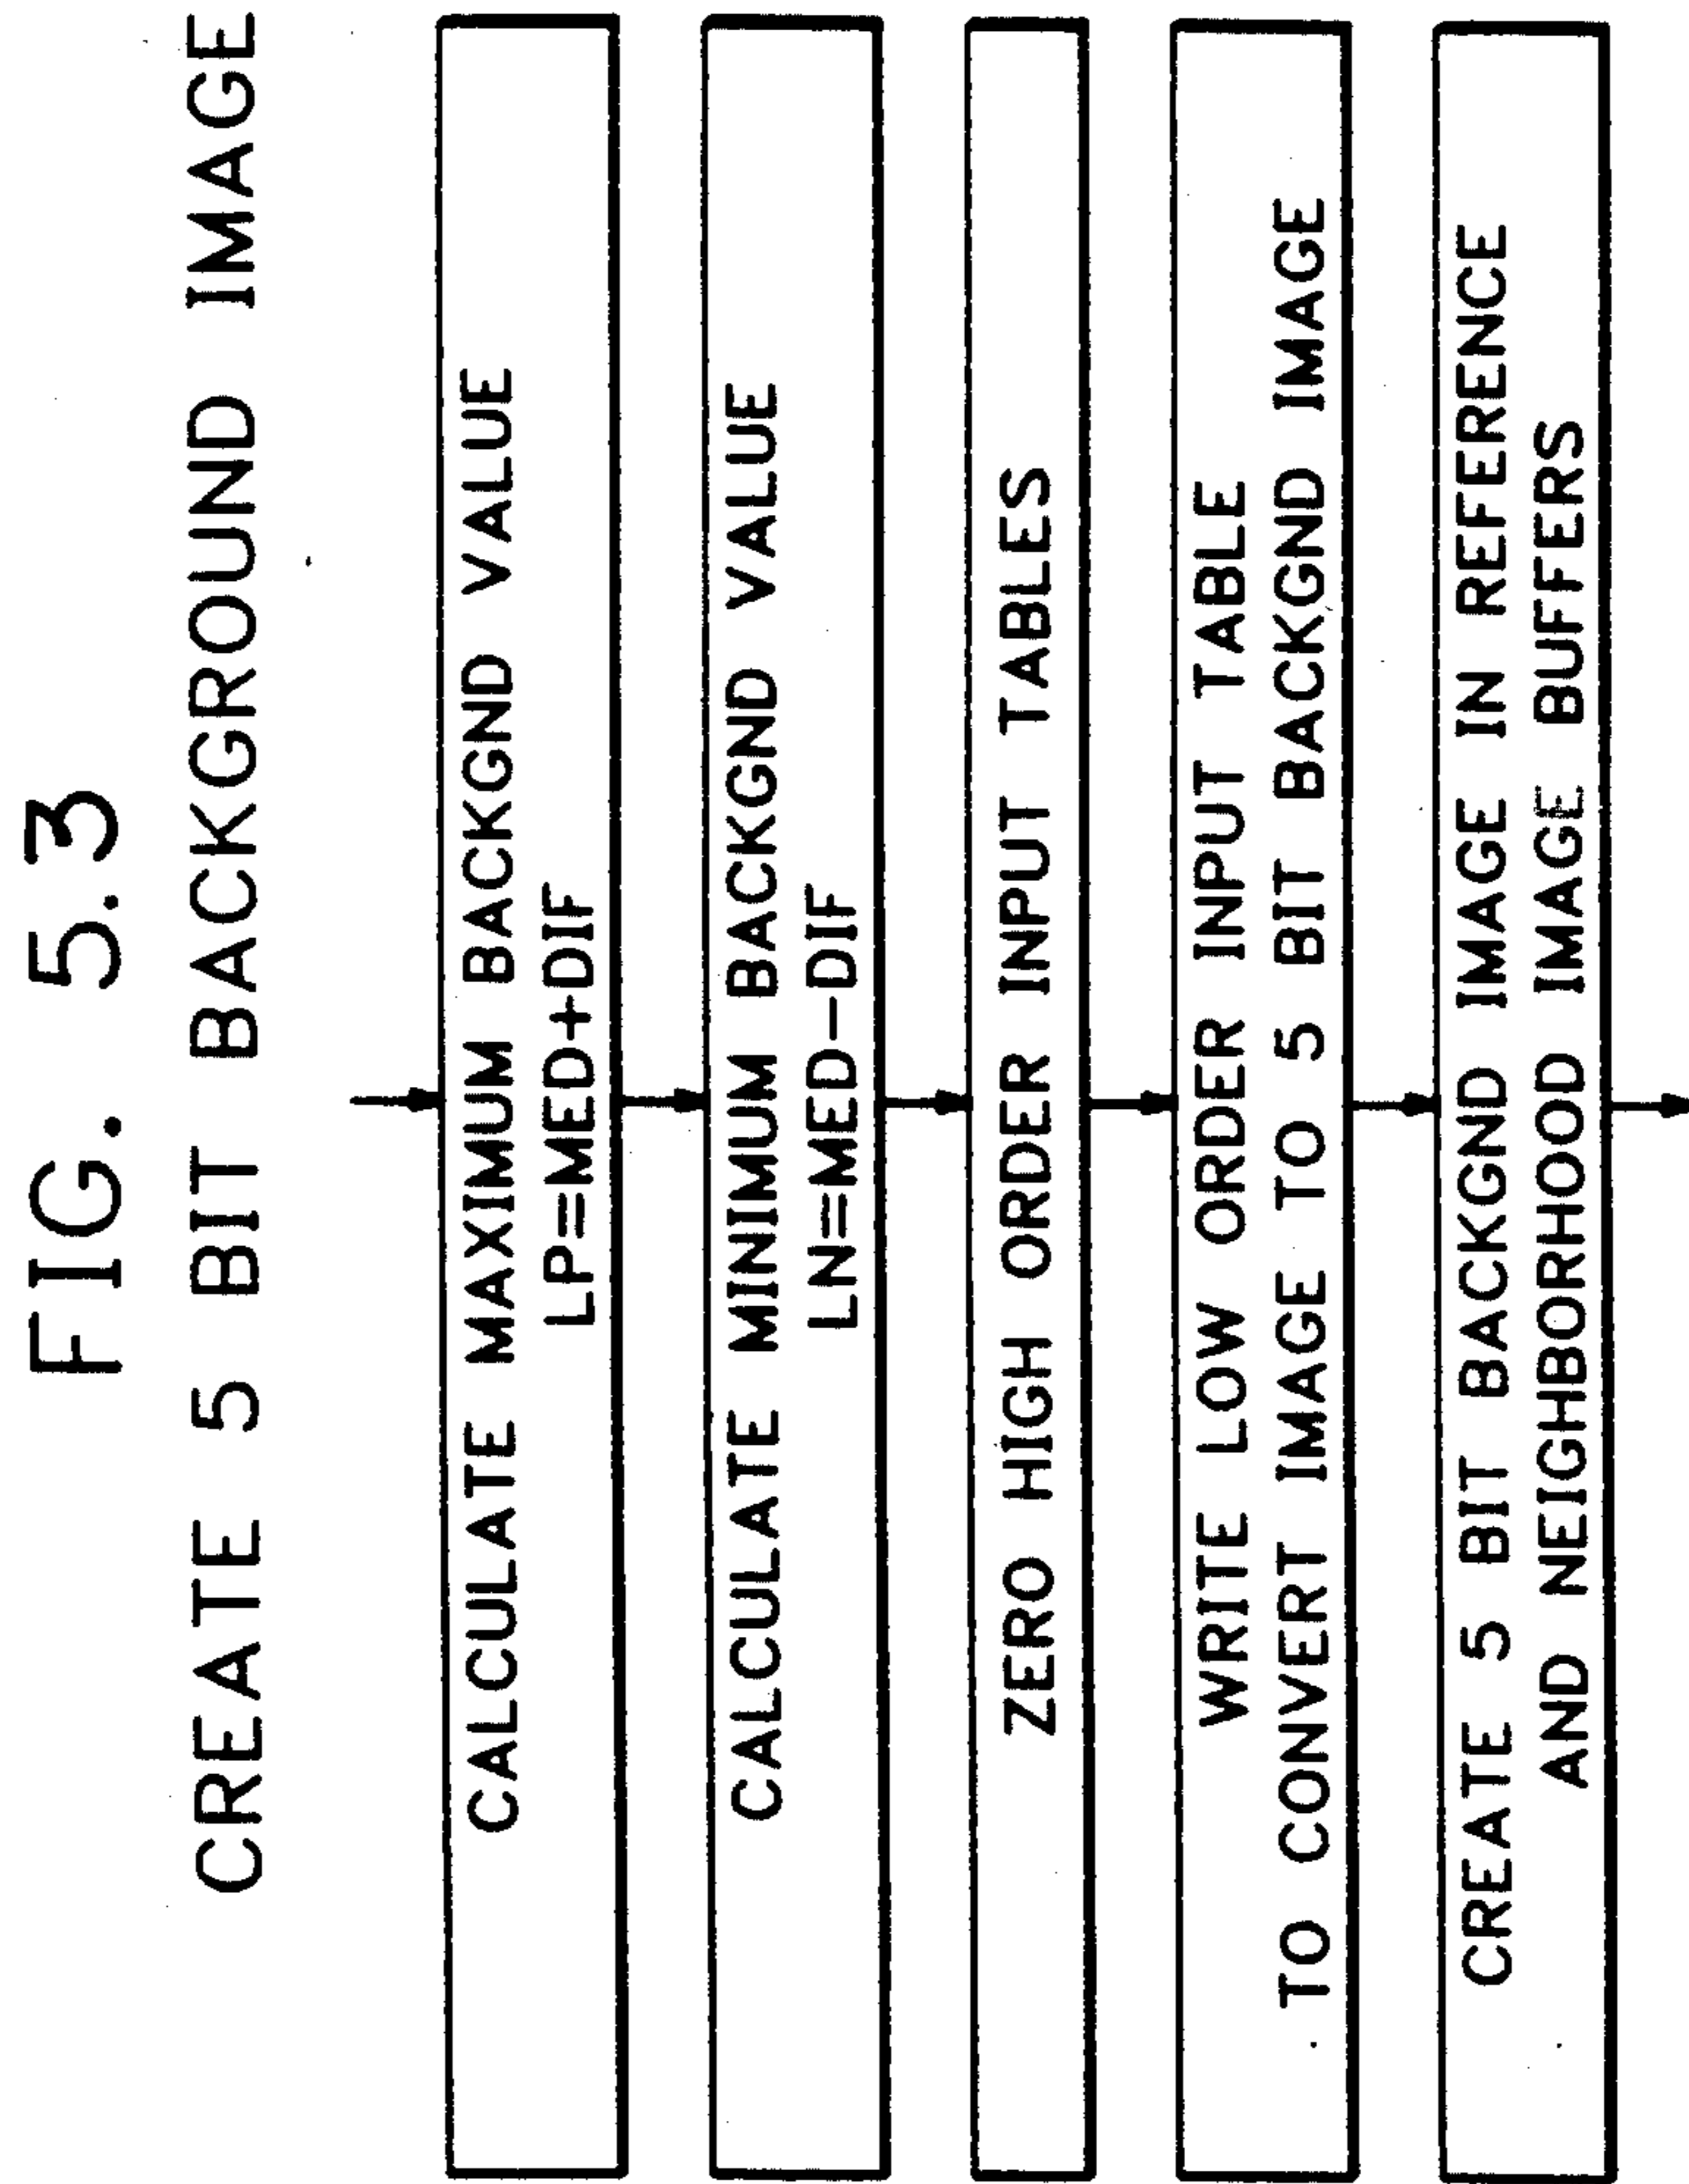 FIG. 5.3
CREATE 5 BIT BACKGROUND IMAGE
CALCULATE MAXIMUM BACKGND VALUE
LP=MED+DIF
CALCULATE MINIMUM BACKGND VALUE
LN=MED-DIF
ZERO HIGH ORDER INPUT TABLES
WRITE LOW ORDER INPUT TABLE
TO CONVERT IMAGE TO 5 BIT BACKGND IMAGE
CREATE 5 BIT BACKGND IMAGE IN REFERENCE
AND NEIGHBORHOOD IMAGE BUFFERS